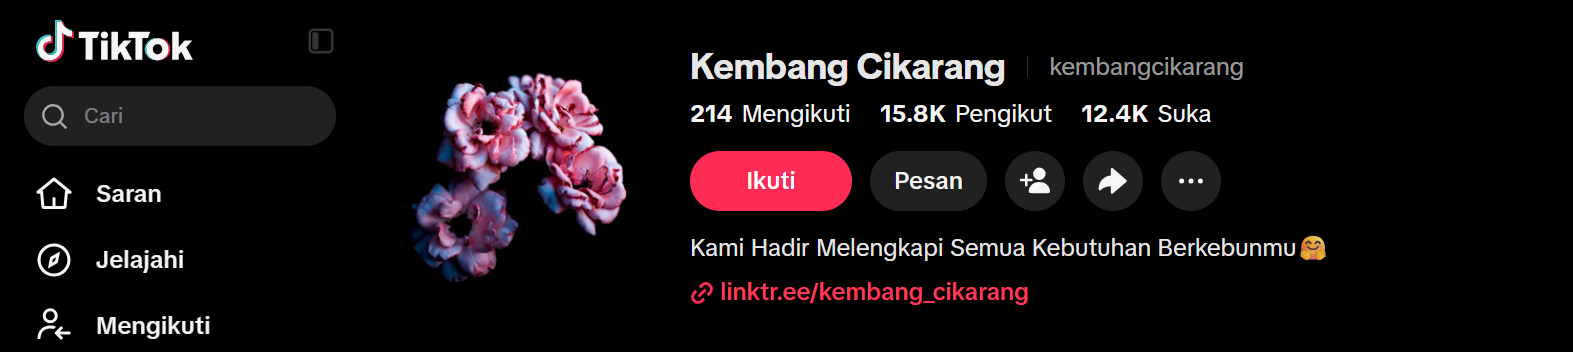 TikTok
Cari
Saran
Jelajahi
Mengikuti
Kembang Cikarang kembangcikarang
214 Mengikuti 15.8K Pengikut 12.4K Suka
Ikuti Pesan
Kami Hadir Melengkapi Semua Kebutuhan Berkebunmu🤗
linktr.ee/kembang_cikarang